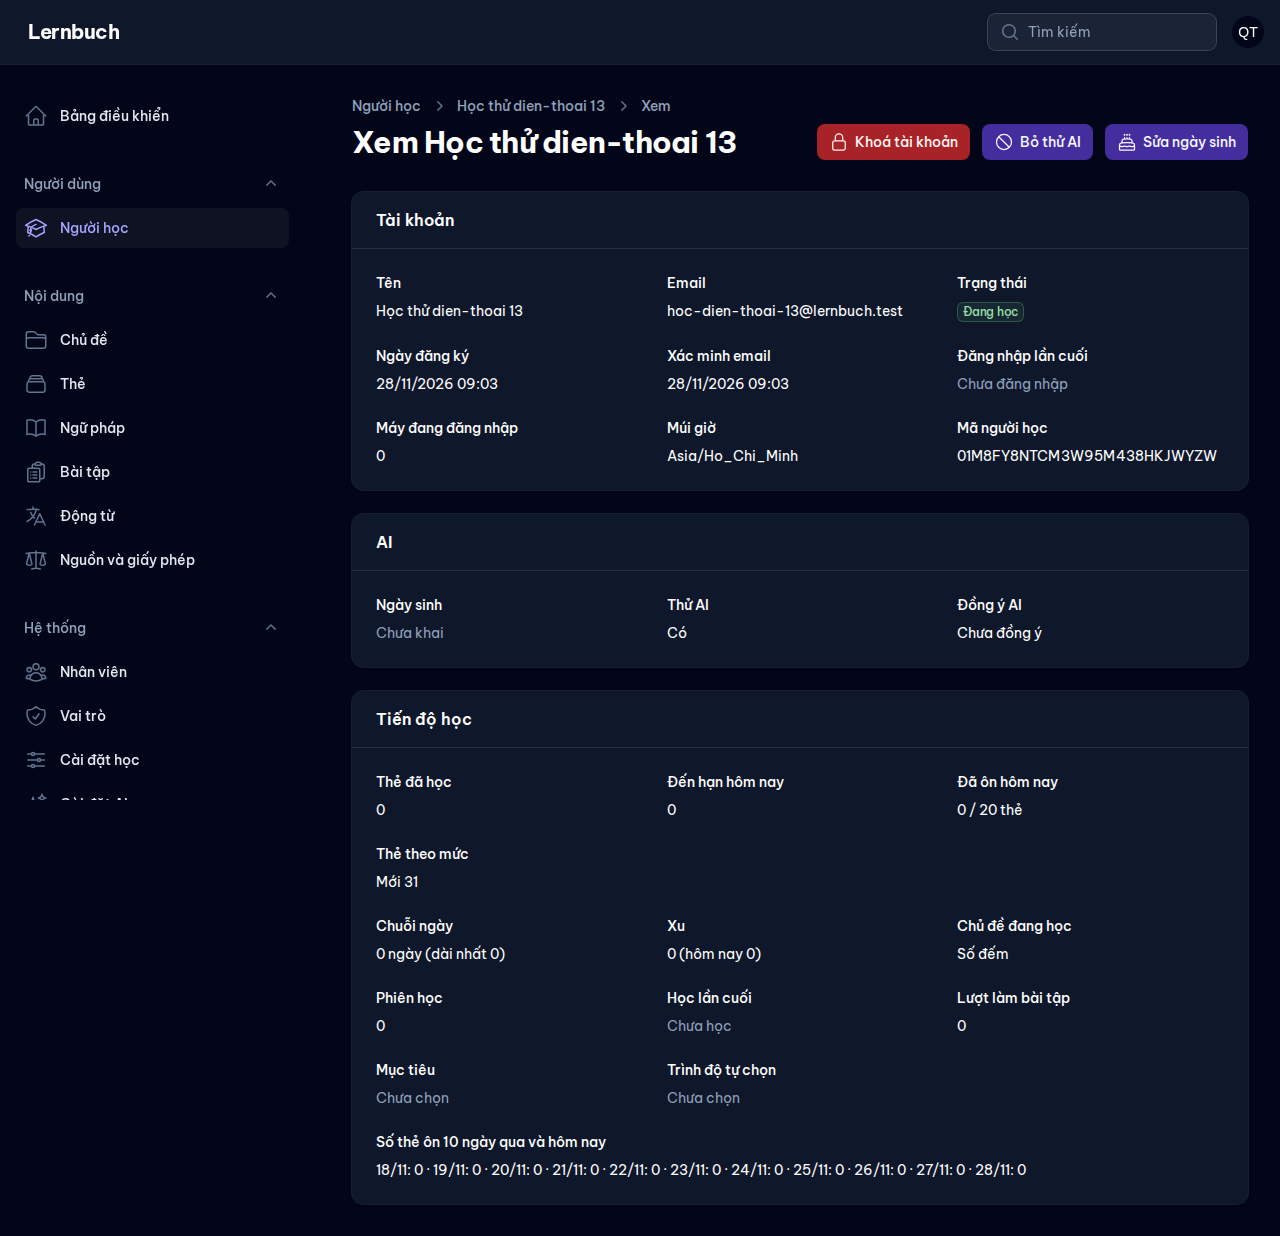 Lernbuch
Tìm kiếm
QT
Bảng điều khiển
Người dùng
Người học
Nội dung
Chủ đề
Thẻ
Ngữ pháp
Bài tập
Động từ
Nguồn và giấy phép
Hệ thống
Nhân viên
Vai trò
Cài đặt học
Cài đặt AI
Người học > Học thử dien-thoai 13 > Xem
Xem Học thử dien-thoai 13
Khoá tài khoản
Bỏ thử AI
Sửa ngày sinh
Tài khoản
Tên Email Trạng thái
Học thử dien-thoai 13 hoc-dien-thoai-13@lernbuch.test Đang học
Ngày đăng ký Xác minh email Đăng nhập lần cuối
28/11/2026 09:03 28/11/2026 09:03 Chưa đăng nhập
Máy đang đăng nhập Múi giờ Mã người học
0 Asia/Ho_Chi_Minh 01M8FY8NTCM3W95M438HKJWYZW
AI
Ngày sinh Thử AI Đồng ý AI
Chưa khai Có Chưa đồng ý
Tiến độ học
Thẻ đã học Đến hạn hôm nay Đã ôn hôm nay
0 0 0 / 20 thẻ
Thẻ theo mức
Mới 31
Chuỗi ngày Xu Chủ đề đang học
0 ngày (dài nhất 0) 0 (hôm nay 0) Số đếm
Phiên học Học lần cuối Lượt làm bài tập
0 Chưa học 0
Mục tiêu Trình độ tự chọn
Chưa chọn Chưa chọn
Số thẻ ôn 10 ngày qua và hôm nay
18/11: 0 · 19/11: 0 · 20/11: 0 · 21/11: 0 · 22/11: 0 · 23/11: 0 · 24/11: 0 · 25/11: 0 · 26/11: 0 · 27/11: 0 · 28/11: 0